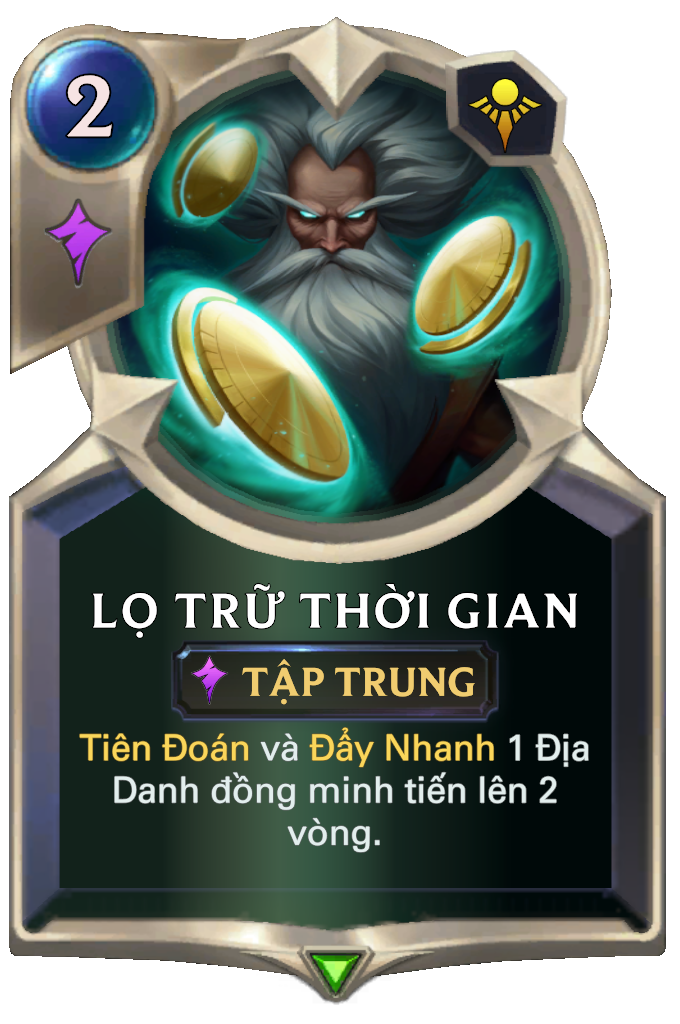 2
LỌ TRỮ THỜI GIAN
TẬP TRUNG
Tiên Đoán và Đẩy Nhanh 1 Địa
Danh đồng minh tiến lên 2
vòng.